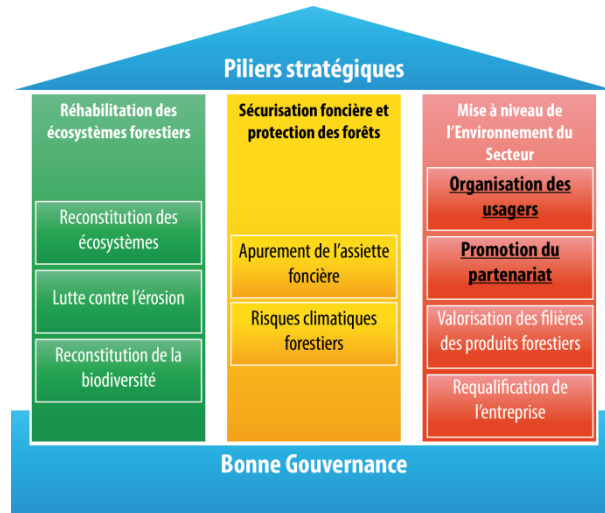 Piliers stratégiques
Réhabilitation des
écosystèmes forestiers
Reconstitution des
écosystèmes
Lutte contre l'érosion
Reconstitution de la
biodiversité
Sécurisation foncière et
protection des forêts
Apurement de l'assiette
foncière
Risques climatiques
forestiers
Mise à niveau de
l'Environnement du
Secteur
Organisation des
usagers
Promotion du
partenariat
Valorisation des filières
des produits forestiers
Requalification de
l'entreprise
Bonne Gouvernance